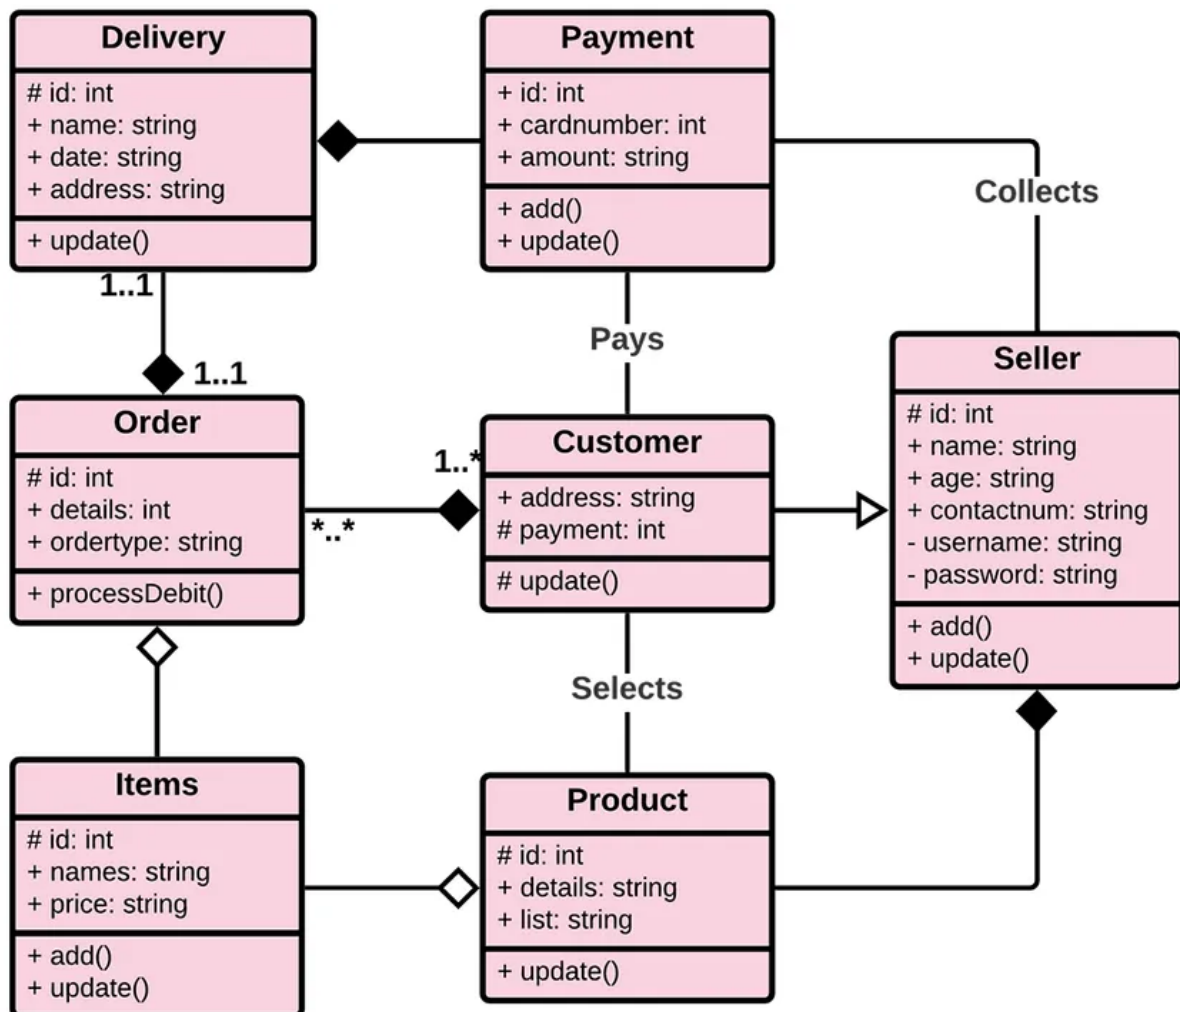 Delivery
# id: int
+ name: string
+ date: string
+ address: string
+ update()
Payment
+ id: int
+ cardnumber: int
+ amount: string
+ add()
+ update()
Collects
1..1
1..1
Pays
Order
# id: int
+ details: int
+ ordertype: string
+ processDebit()
1..*
*..*
Customer
+ address: string
# payment: int
# update()
Seller
# id: int
+ name: string
+ age: string
+ contactnum: string
- username: string
- password: string
+ add()
+ update()
Selects
Items
# id: int
+ names: string
+ price: string
+ add()
+ update()
Product
# id: int
+ details: string
+ list: string
+ update()